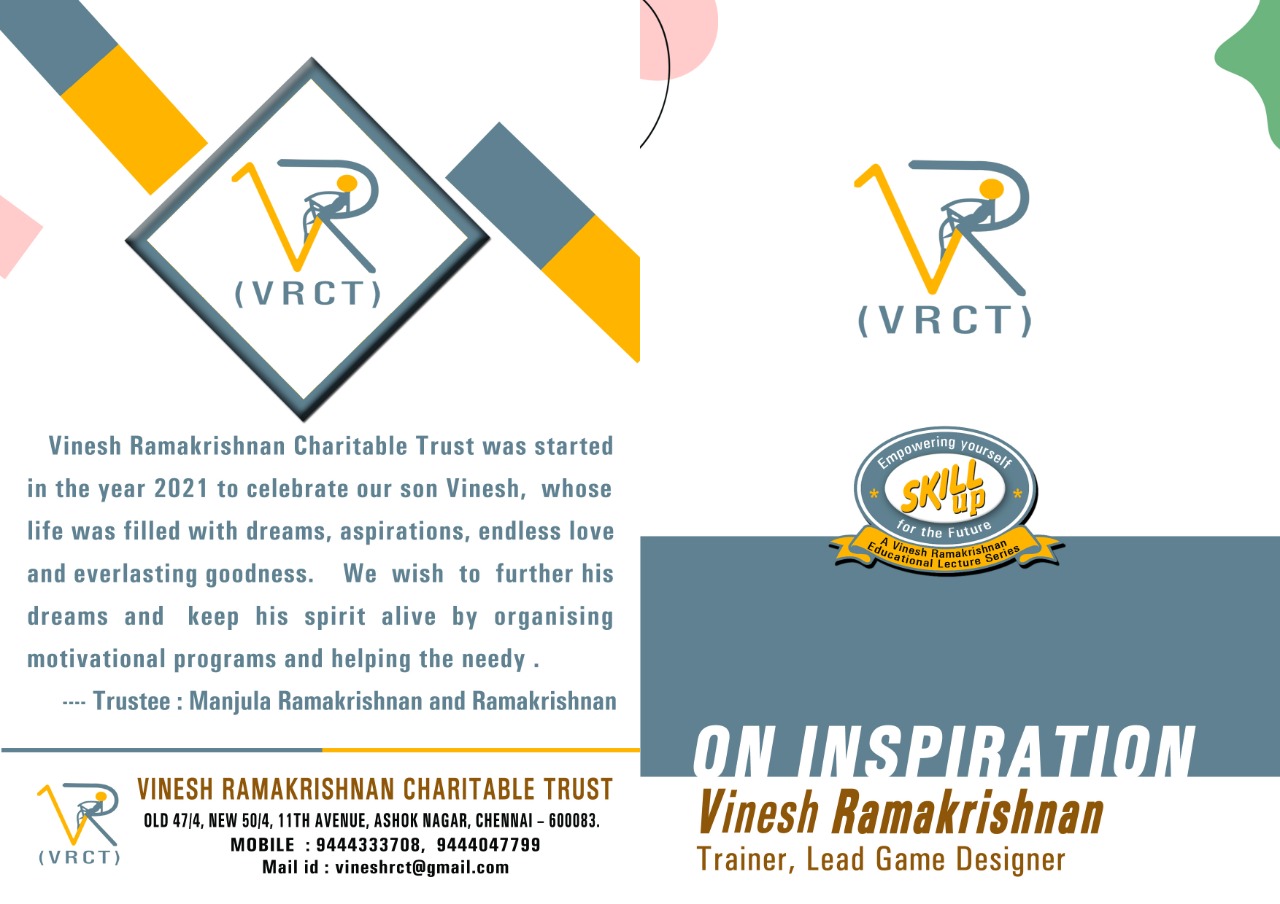 (VRCT)
Vinesh Ramakrishnan Charitable Trust was started
in the year 2021 to celebrate our son Vinesh, whose
life was filled with dreams, aspirations, endless love
and everlasting goodness. We wish to further his
dreams and keep his spirit alive by organising
motivational programs and helping the needy .
---- Trustee : Manjula Ramakrishnan and Ramakrishnan
(VRCT)
VINESH RAMAKRISHNAN CHARITABLE TRUST
OLD 47/4, NEW 50/4, 11TH AVENUE, ASHOK NAGAR, CHENNAI – 600083.
MOBILE : 9444333708, 9444047799
Mail id : vineshrct@gmail.com
(VRCT)
Empowering yourself
SKILL
up
for the Future
A Vinesh Ramakrishnan
Educational Lecture Series
ON INSPIRATION
Vinesh Ramakrishnan
Trainer, Lead Game Designer